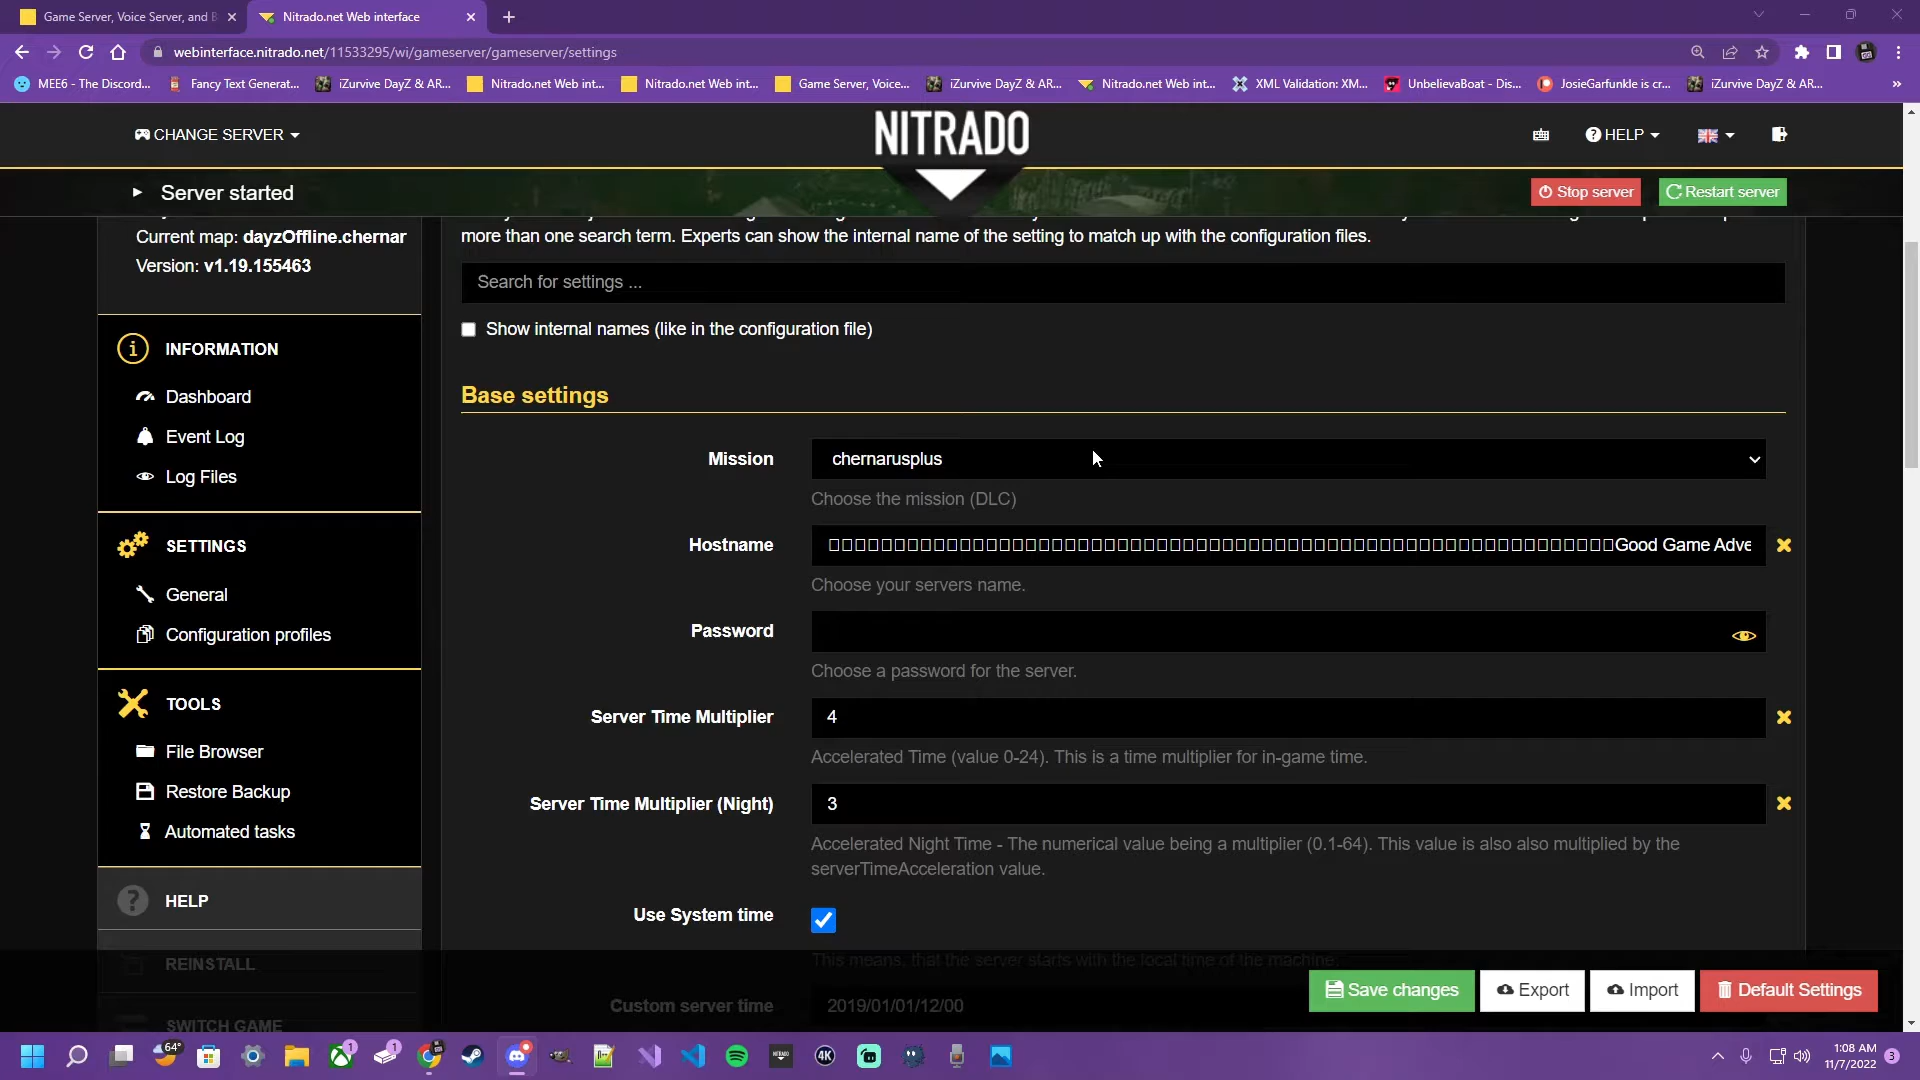 Game Server, Voice Server, and B
Nitrado.net Web interface
webinterface.nitrado.net/11533295/wi/gameserver/gameserver/settings
MEE6 - The Discord...
Fancy Text Generat...
iZurvive DayZ & AR...
Nitrado.net Web int...
Nitrado.net Web int...
Game Server, Voice...
iZurvive DayZ & AR...
Nitrado.net Web int...
XML Validation: XM...
UnbelievaBoat - Dis...
JosieGarfunkle is cr...
iZurvive DayZ & AR...
»
CHANGE SERVER
NITRADO
HELP
Server started
Stop server
Restart server
Current map: dayzOffline.chernar
Version: v1.19.155463
INFORMATION
Dashboard
Event Log
Log Files
SETTINGS
General
Configuration profiles
TOOLS
File Browser
Restore Backup
Automated tasks
HELP
REINSTALL
SWITCH GAME
more than one search term. Experts can show the internal name of the setting to match up with the configuration files.
Search for settings ...
Show internal names (like in the configuration file)
Base settings
Mission
chernarusplus
Choose the mission (DLC)
Hostname
Good Game Adve
Choose your servers name.
Password
Choose a password for the server.
Server Time Multiplier
4
Accelerated Time (value 0-24). This is a time multiplier for in-game time.
Server Time Multiplier (Night)
3
Accelerated Night Time - The numerical value being a multiplier (0.1-64). This value is also also multiplied by the
serverTimeAcceleration value.
Use System time
This means, that the server starts with the local time of the machine.
Custom server time
2019/01/01/12/00
Save changes
Export
Import
Default Settings
64°
1
1
4K
1:08 AM
11/7/2022
3